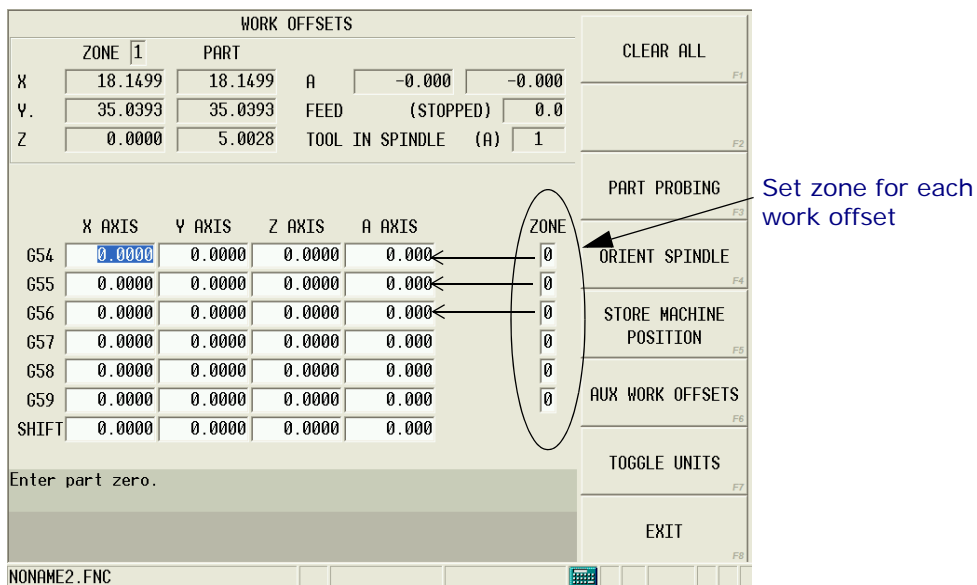 WORK OFFSETS
ZONE 1 PART
X 18.1499 18.1499 A -0.000 -0.000
Y. 35.0393 35.0393 FEED (STOPPED) 0.0
Z 0.0000 5.0028 TOOL IN SPINDLE (A) 1
X AXIS Y AXIS Z AXIS A AXIS ZONE
G54 0.0000 0.0000 0.0000 0.000 0
G55 0.0000 0.0000 0.0000 0.000 0
G56 0.0000 0.0000 0.0000 0.000 0
G57 0.0000 0.0000 0.0000 0.000 0
G58 0.0000 0.0000 0.0000 0.000 0
G59 0.0000 0.0000 0.0000 0.000 0
SHIFT 0.0000 0.0000 0.0000 0.000
Enter part zero.
NONAME2.FNC
CLEAR ALL
F1
F2
PART PROBING
F3
ORIENT SPINDLE
F4
STORE MACHINE
POSITION
F5
AUX WORK OFFSETS
F6
TOGGLE UNITS
F7
EXIT
F8
Set zone for each
work offset